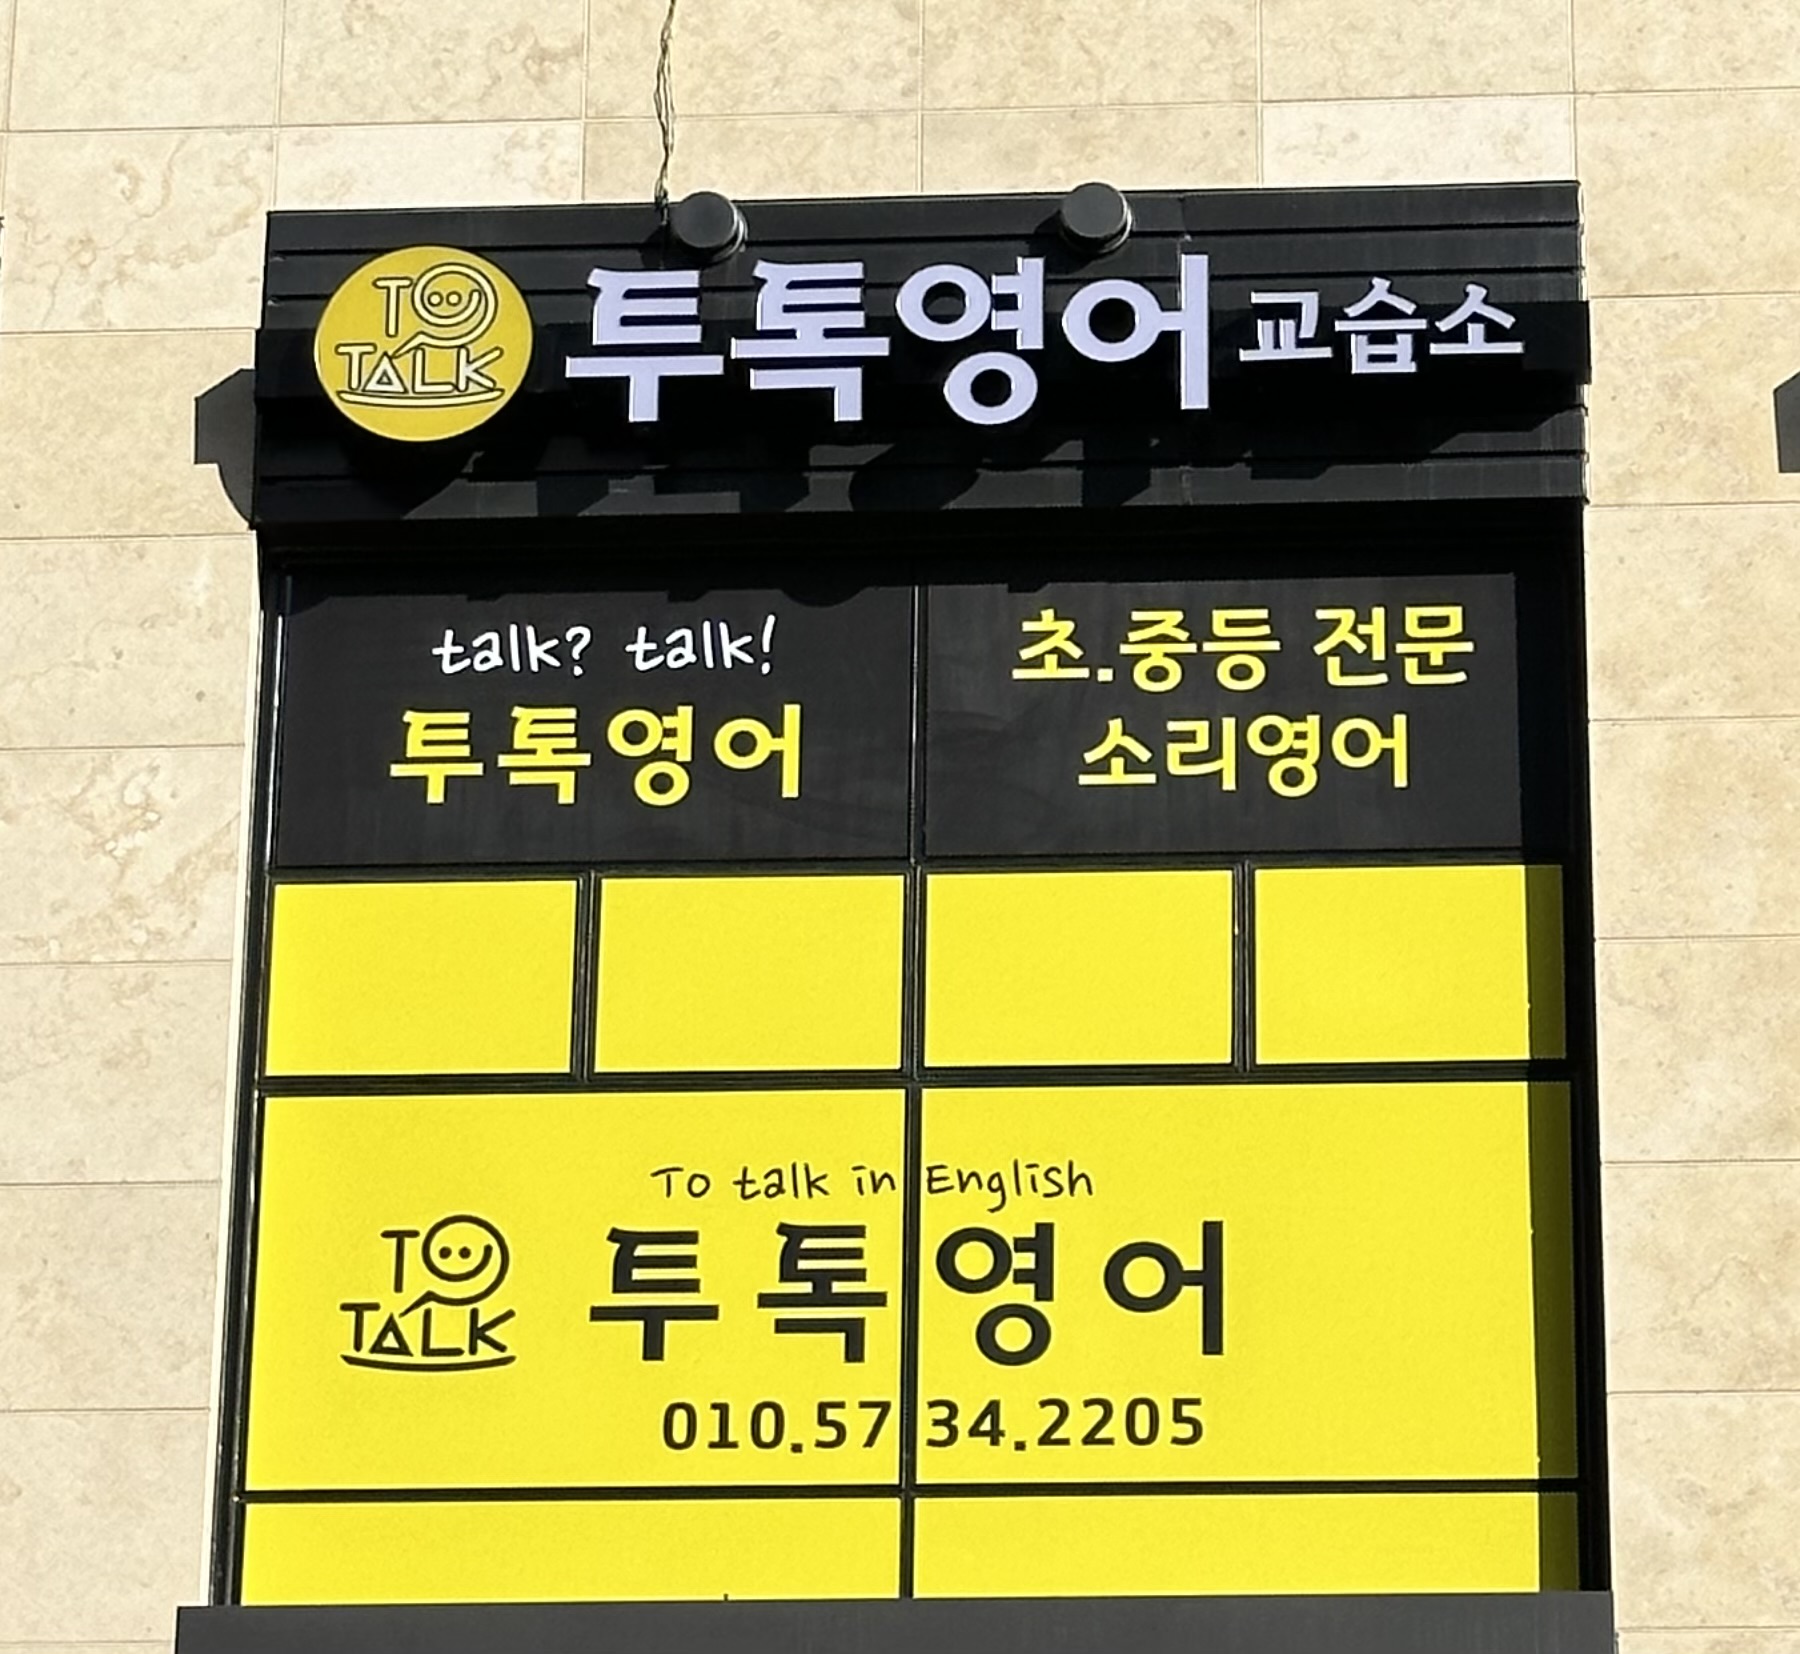 TO
TALK
투톡영어 교습소
talk? talk!
투톡영어
초.중등 전문
소리영어
To talk in English
TO
TALK
투톡영어
010.5734.2205